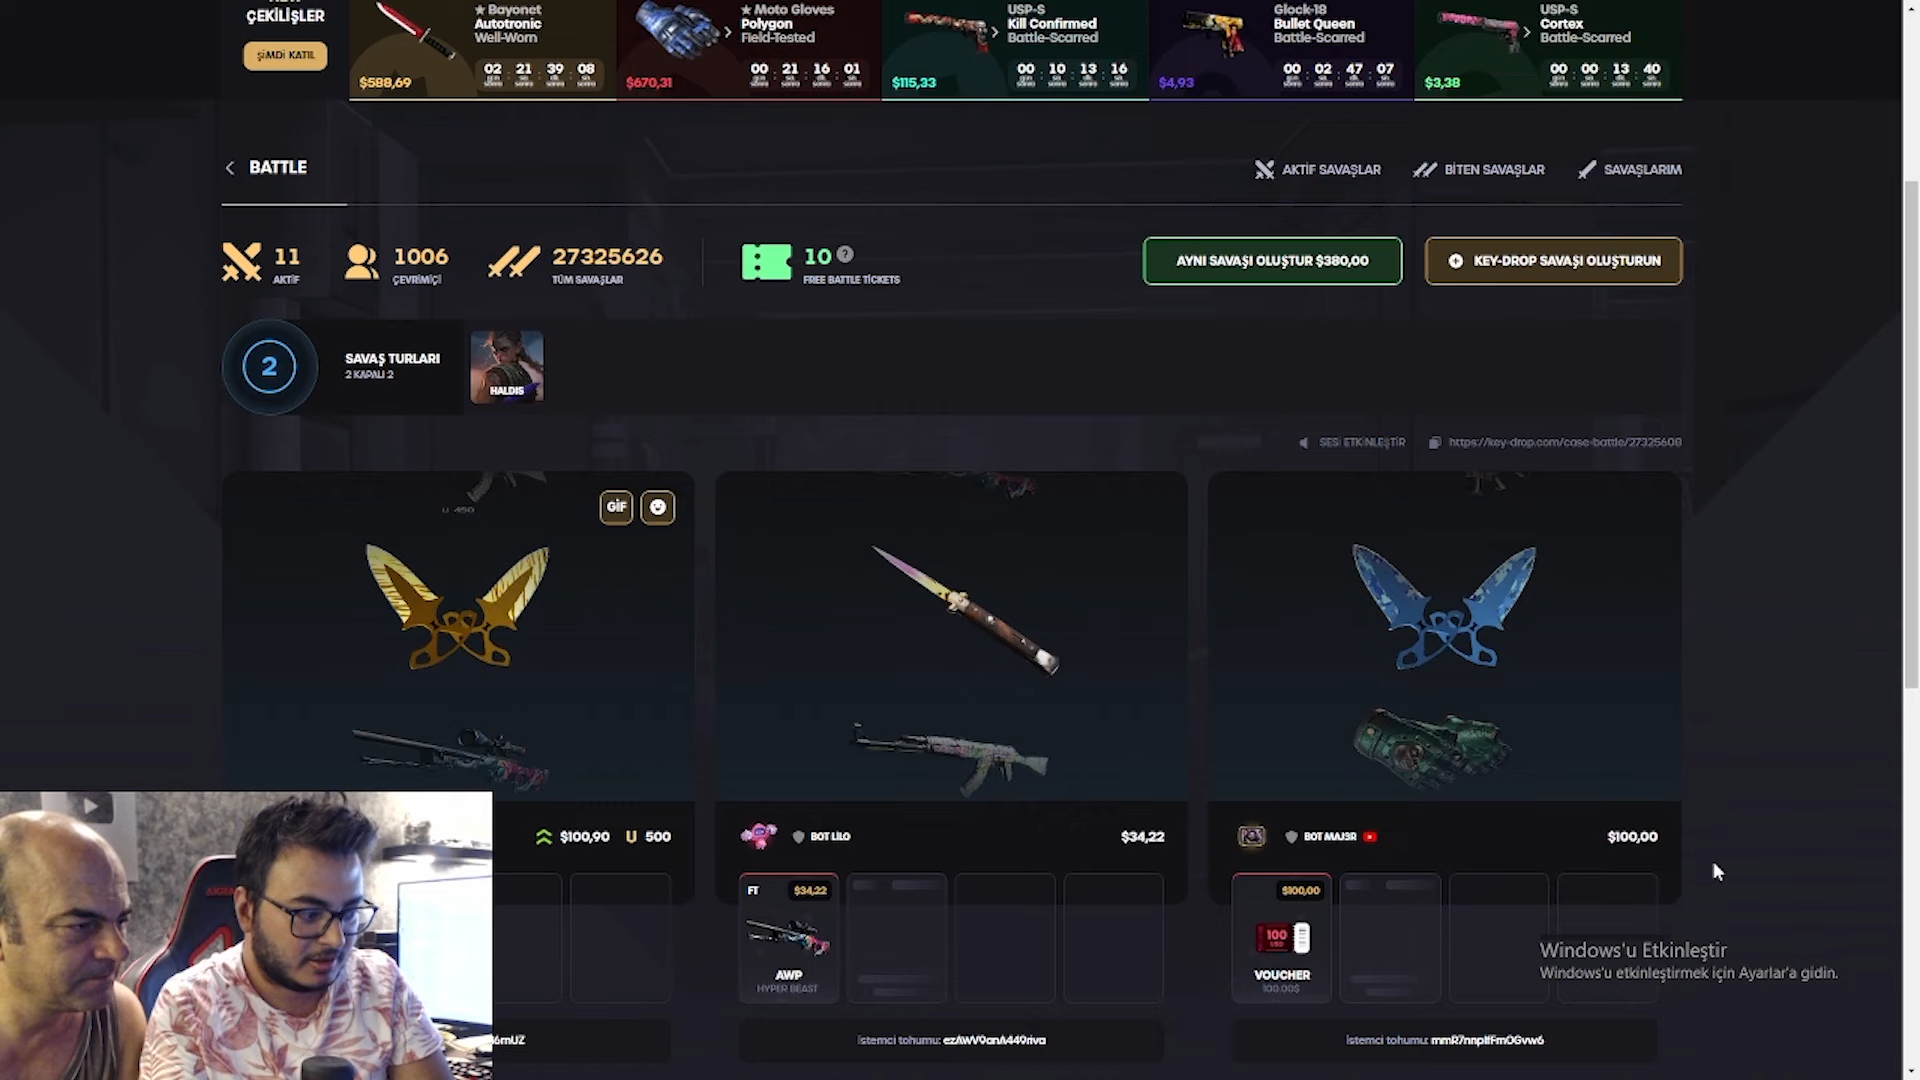 ÇEKİLİŞLER
ŞİMDİ KATIL
★ Bayonet
Autotronic
Well-Worn
$588,69
02 : 21 : 39 : 08
★ Moto Gloves
Polygon
Field-Tested
$670,31
00 : 21 : 16 : 01
USP-S
Kill Confirmed
Battle-Scarred
$115,33
00 : 10 : 13 : 16
Glock-18
Bullet Queen
Battle-Scarred
$4,93
00 : 02 : 47 : 07
USP-S
Cortex
Battle-Scarred
$3,38
00 : 00 : 13 : 40
BATTLE
AKTİF SAVAŞLAR
BİTEN SAVAŞLAR
SAVAŞLARIM
11
AKTİF
1006
ÇEVRİMİÇİ
27325626
TÜM SAVAŞLAR
10 ?
FREE BATTLE TİCKETS
AYNI SAVAŞI OLUŞTUR $380,00
KEY-DROP SAVAŞI OLUŞTURUN
2
SAVAŞ TURLARI
2 KAPALI 2
HALDIS
SESİ ETKİNLEŞTİR
https://key-drop.com/case-battle/27325608
GİF
$100,90
U 500
BOT LILO
$34,22
BOT MAJ3R
$100,00
FT
$34,22
AWP
HYPER BEAST
$100,00
100
VOUCHER
100.00$
Windows'u Etkinleştir
Windows'u etkinleştirmek için Ayarlar'a gidin.
İstemci tohumu: ezAWV9anA449riva